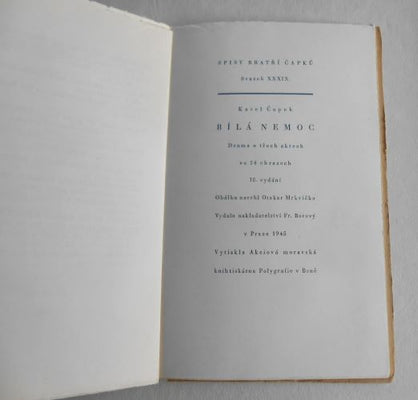 SPISY BRATŘÍ ČAPKŮ
Svazek XXXIX.
Karel Čapek
BÍLÁ NEMOC
Drama o třech aktech
ve 14 obrazech
10. vydání
Obálku navrhl Otakar Mrkvička
Vydalo nakladatelství Fr. Borový
v Praze 1945
Vytiskla Akciová moravská
knihtiskárna Polygrafie v Brně